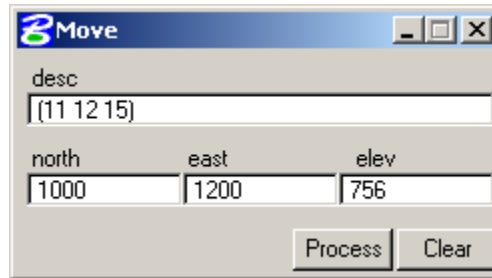 Move
desc
(11 12 15)
north east elev
1000 1200 756
Process Clear